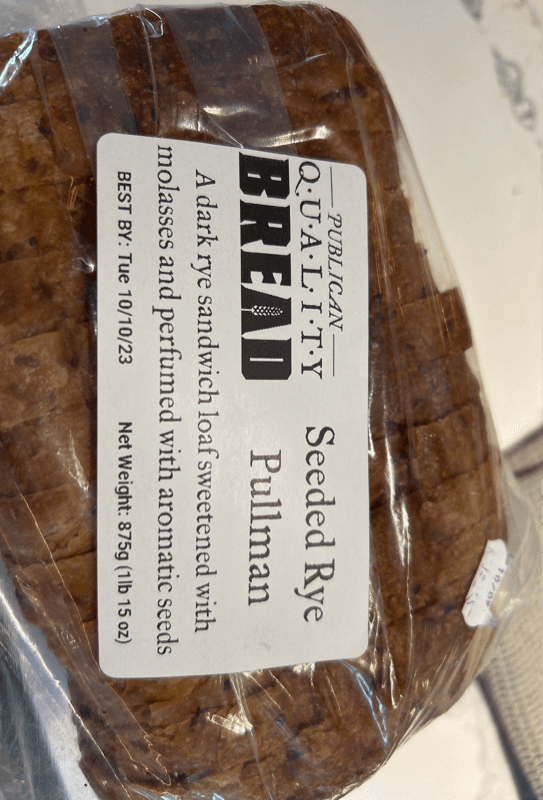 PUBLICAN
Q·U·A·L·I·T·Y
BREAD
Seeded Rye
Pullman
A dark rye sandwich loaf sweetened with
molasses and perfumed with aromatic seeds
BEST BY: Tue 10/10/23 Net Weight: 875g (1lb 15 oz)